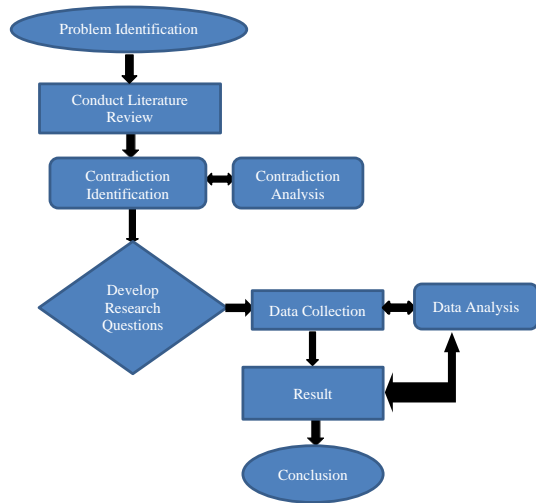 Problem Identification
Conduct Literature
Review
Contradiction
Identification
Contradiction
Analysis
Develop
Research
Questions
Data Collection
Data Analysis
Result
Conclusion